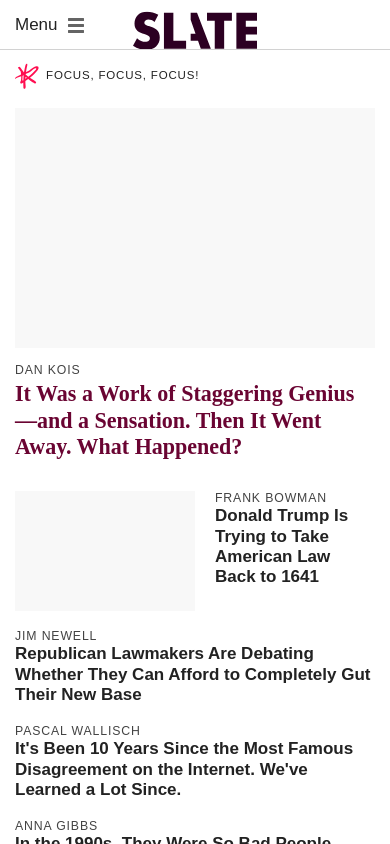 Menu
SLATE
FOCUS, FOCUS, FOCUS!
DAN KOIS
It Was a Work of Staggering Genius
—and a Sensation. Then It Went
Away. What Happened?
FRANK BOWMAN
Donald Trump Is
Trying to Take
American Law
Back to 1641
JIM NEWELL
Republican Lawmakers Are Debating
Whether They Can Afford to Completely Gut
Their New Base
PASCAL WALLISCH
It's Been 10 Years Since the Most Famous
Disagreement on the Internet. We've
Learned a Lot Since.
ANNA GIBBS
In the 1990s, They Were So Bad People